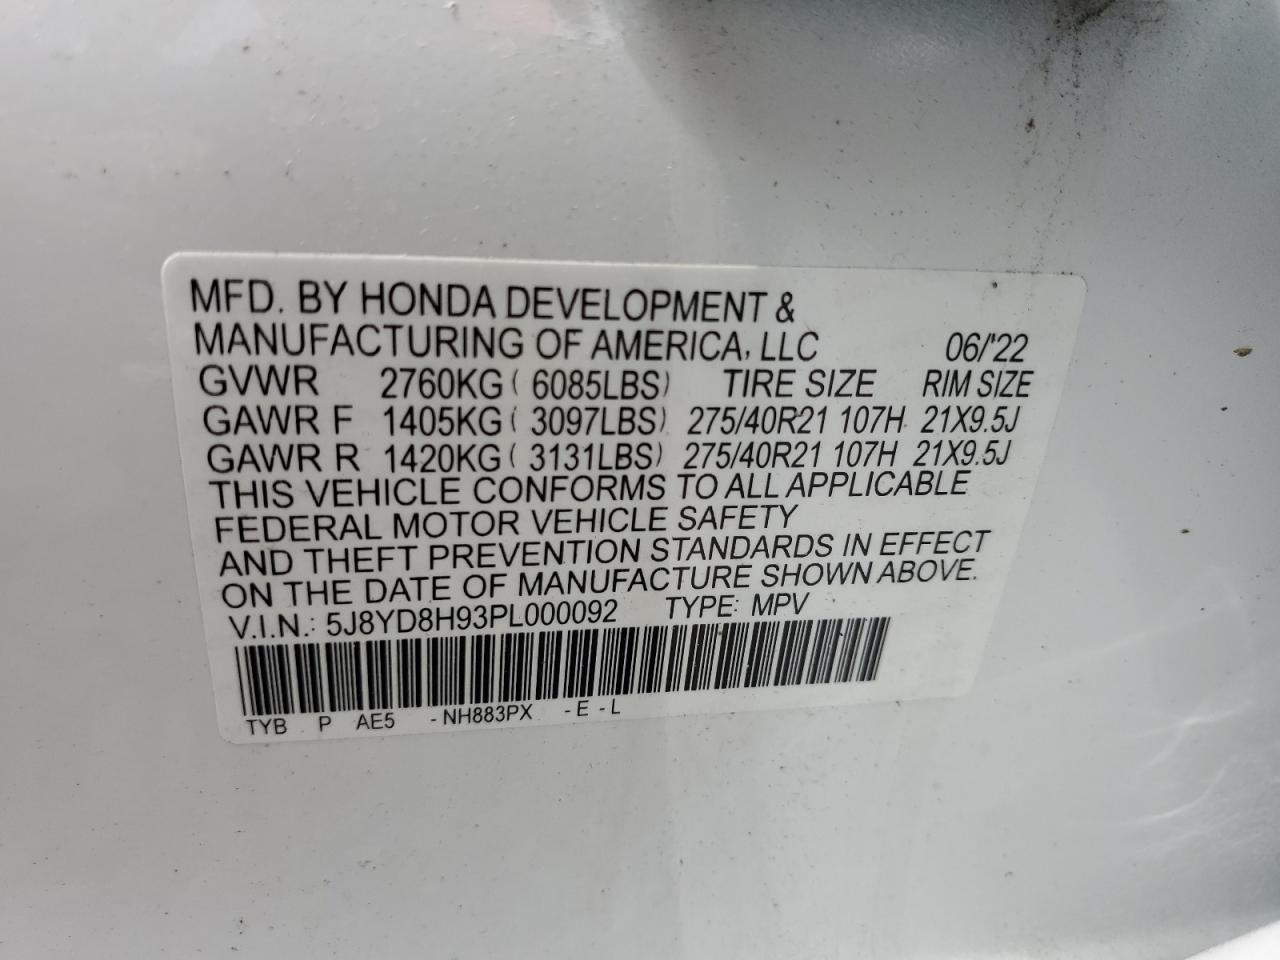 MFD. BY HONDA DEVELOPMENT &
MANUFACTURING OF AMERICA, LLC 06/'22
GVWR 2760KG ( 6085LBS) TIRE SIZE RIM SIZE
GAWR F 1405KG ( 3097LBS) 275/40R21 107H 21X9.5J
GAWR R 1420KG ( 3131LBS) 275/40R21 107H 21X9.5J
THIS VEHICLE CONFORMS TO ALL APPLICABLE
FEDERAL MOTOR VEHICLE SAFETY
AND THEFT PREVENTION STANDARDS IN EFFECT
ON THE DATE OF MANUFACTURE SHOWN ABOVE.
V.I.N.: 5J8YD8H93PL000092 TYPE: MPV
TYB P AE5 -NH883PX -E -L